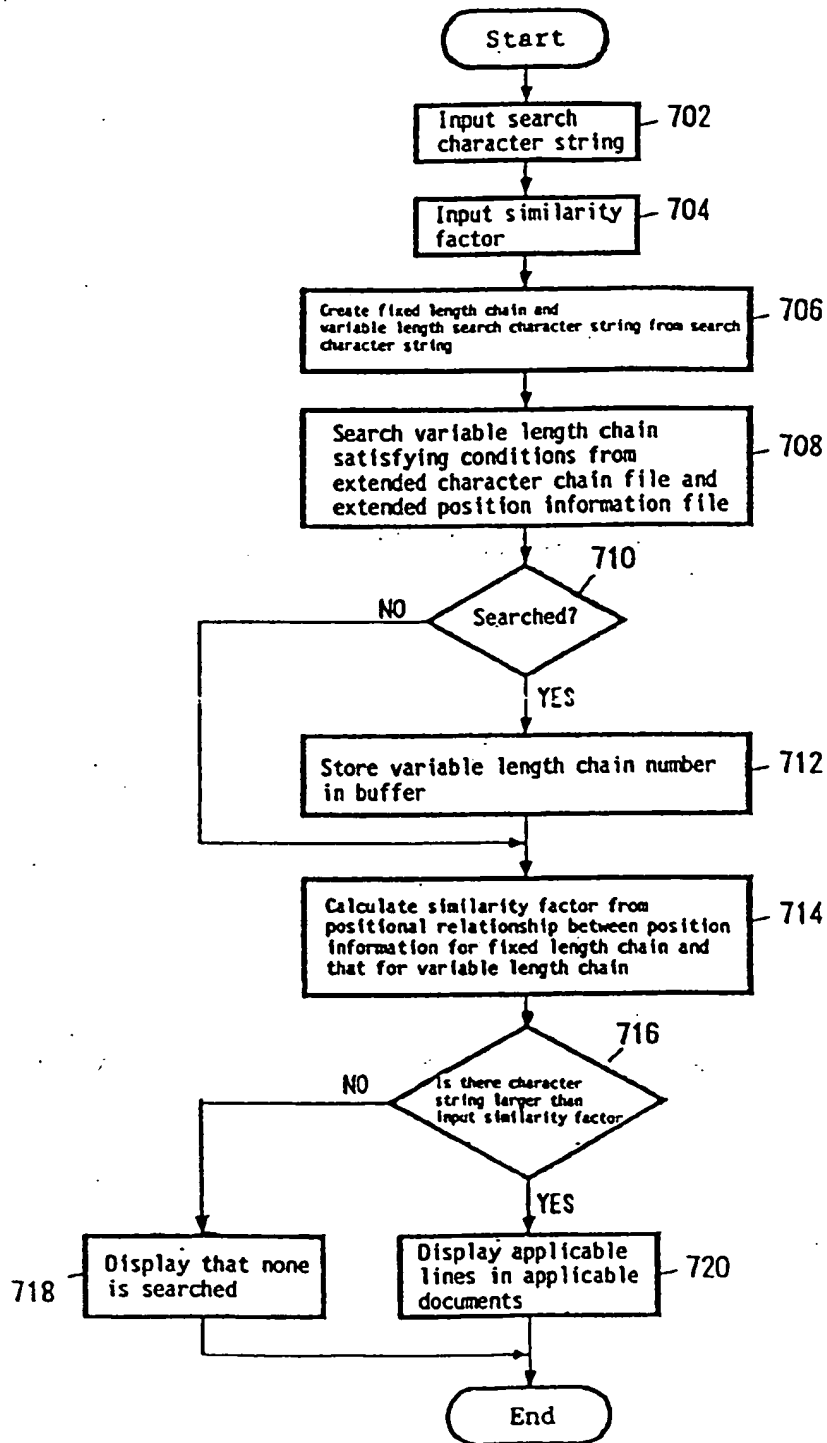 Start
Input search
character string
702
Input similarity
factor
704
Create fixed length chain and
variable length search character string from search
character string
706
Search variable length chain
satisfying conditions from
extended character chain file and
extended position information file
708
710
Searched?
NO
YES
Store variable length chain number
in buffer
712
Calculate similarity factor from
positional relationship between position
information for fixed length chain and
that for variable length chain
714
716
Is there character
string larger than
input similarity factor
NO
YES
Display that none
is searched
718
Display applicable
lines in applicable
documents
720
End